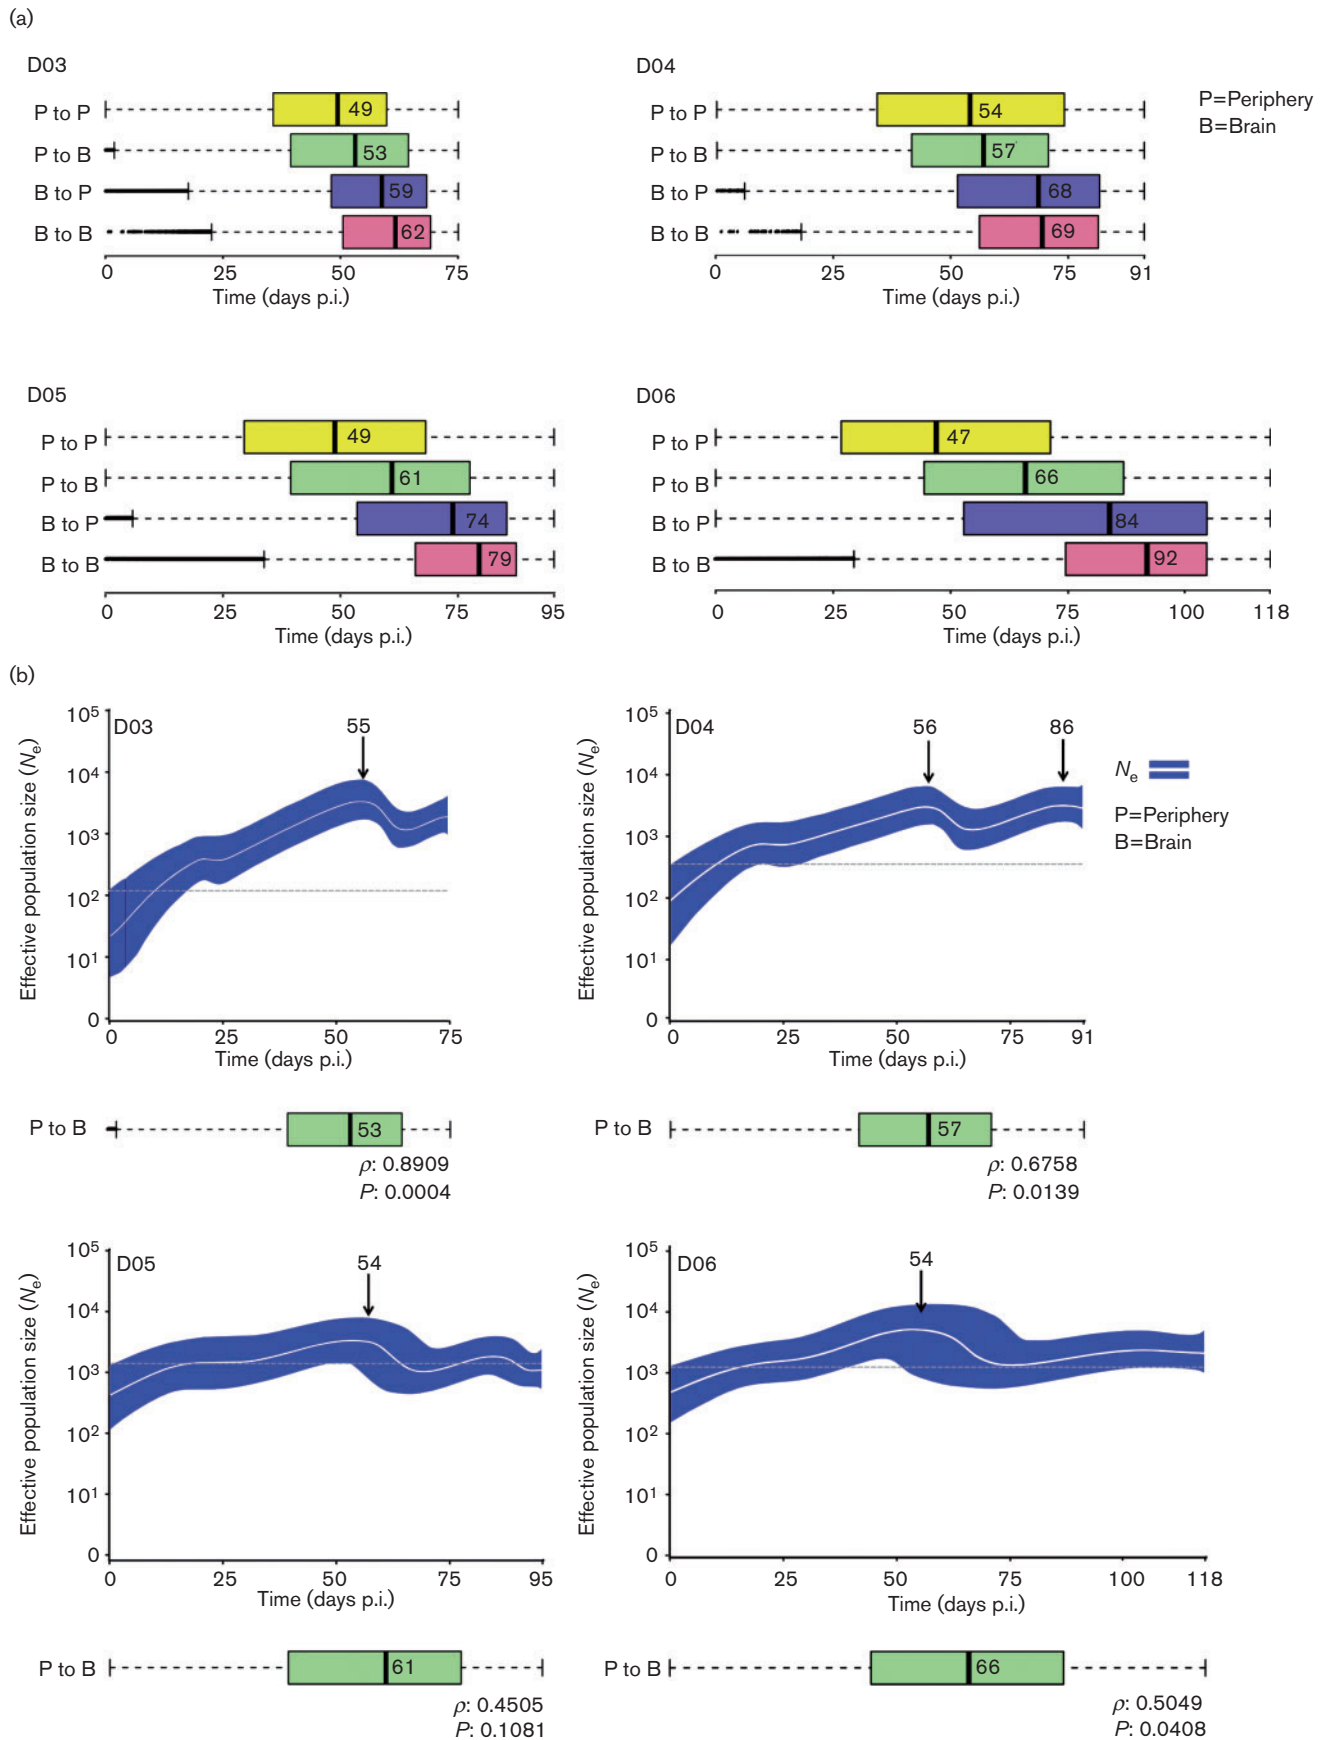 (a)
D03
P to P
49
P to B
53
B to P
59
B to B
62
0 25 50 75
Time (days p.i.)
D04
P to P
54
P to B
57
B to P
68
B to B
69
0 25 50 75 91
Time (days p.i.)
P=Periphery
B=Brain
D05
P to P
49
P to B
61
B to P
74
B to B
79
0 25 50 75 95
Time (days p.i.)
D06
P to P
47
P to B
66
B to P
84
B to B
92
0 25 50 75 100 118
Time (days p.i.)
(b)
Effective population size (Ne)
10⁵
10⁴
10³
10²
10¹
0
D03
55
0 25 50 75
Time (days p.i.)
P to B
53
ρ: 0.8909
P: 0.0004
Effective population size (Ne)
10⁵
10⁴
10³
10²
10¹
0
D04
56 86
0 25 50 75 91
Time (days p.i.)
Ne
P=Periphery
B=Brain
P to B
57
ρ: 0.6758
P: 0.0139
Effective population size (Ne)
10⁵
10⁴
10³
10²
10¹
0
D05
54
0 25 50 75 95
Time (days p.i.)
P to B
61
ρ: 0.4505
P: 0.1081
Effective population size (Ne)
10⁵
10⁴
10³
10²
10¹
0
D06
54
0 25 50 75 100 118
Time (days p.i.)
P to B
66
ρ: 0.5049
P: 0.0408